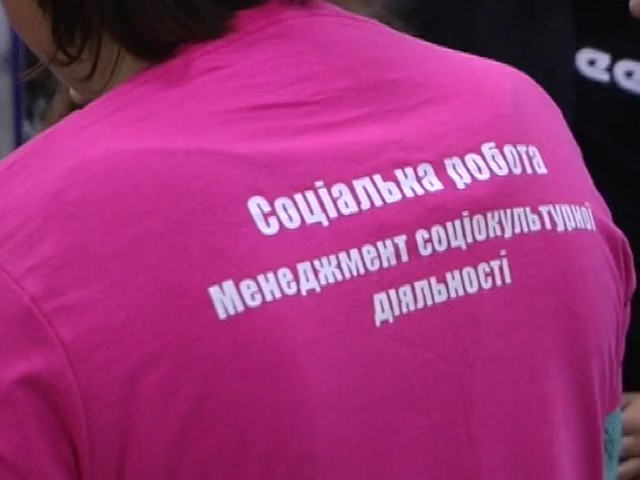 Соціальна робота
Менеджмент соціокультурної
діяльності